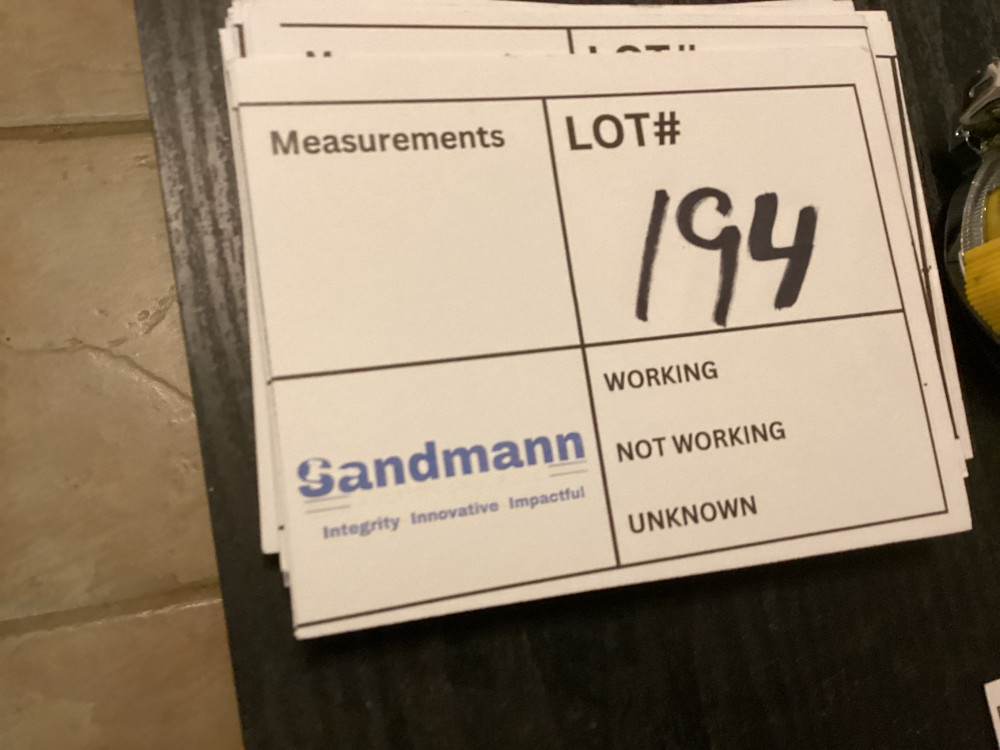 Measurements
LOT#
194
Sandmann
Integrity Innovative Impactful
WORKING
NOT WORKING
UNKNOWN